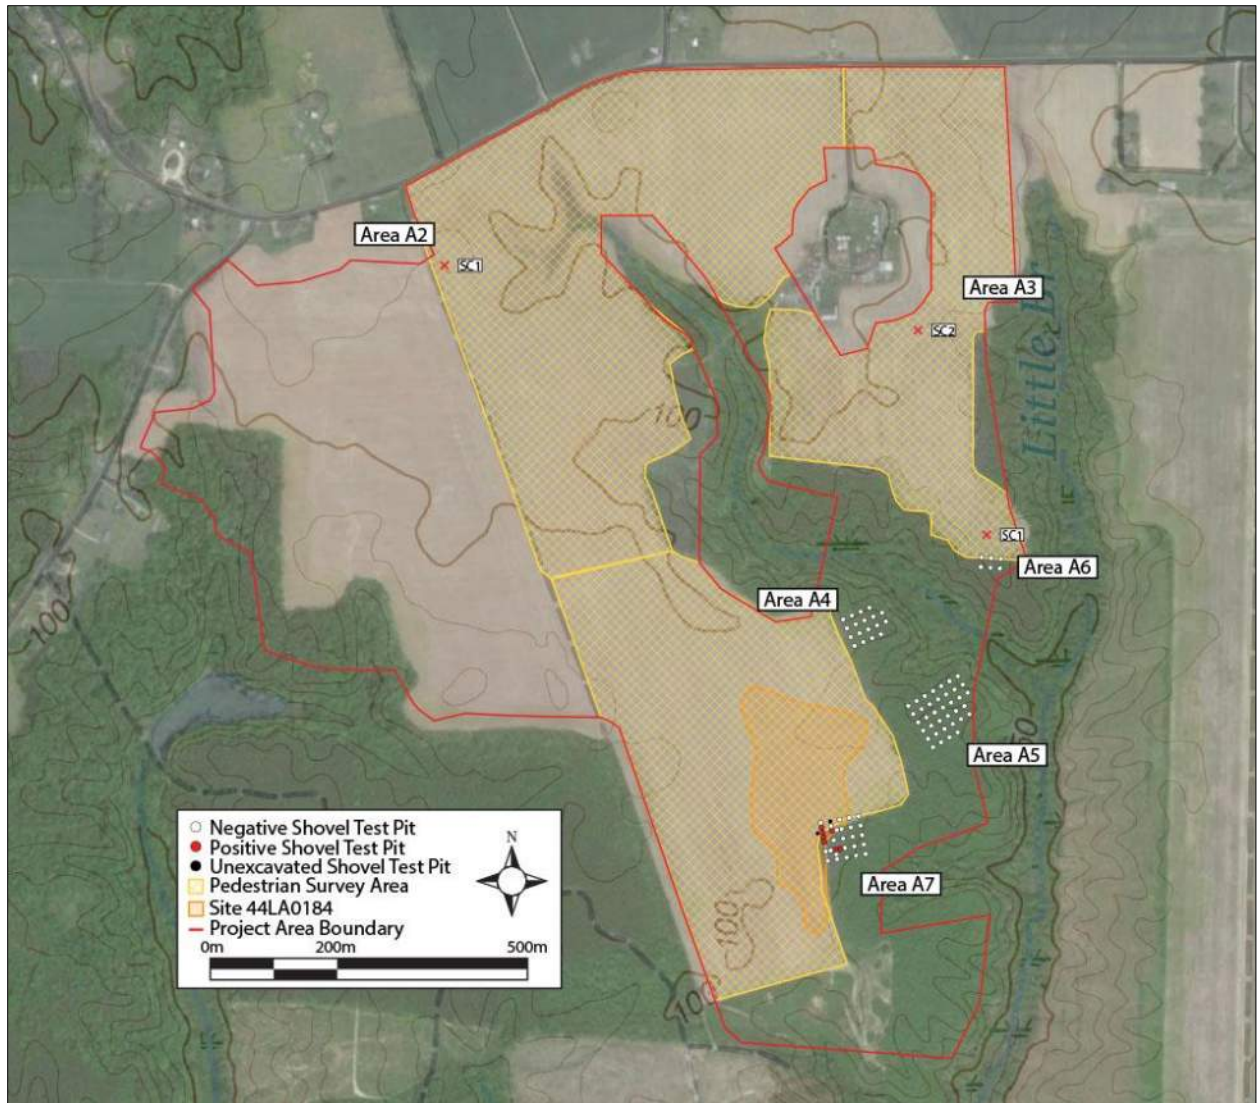 Area A2
SC1
Area A3
SC2
Little
100
SC1
Area A6
100
Area A4
Area A5
Area A7
100
100
Negative Shovel Test Pit
Positive Shovel Test Pit
Unexcavated Shovel Test Pit
Pedestrian Survey Area
Site 44LA0184
Project Area Boundary
N
0m 200m 500m